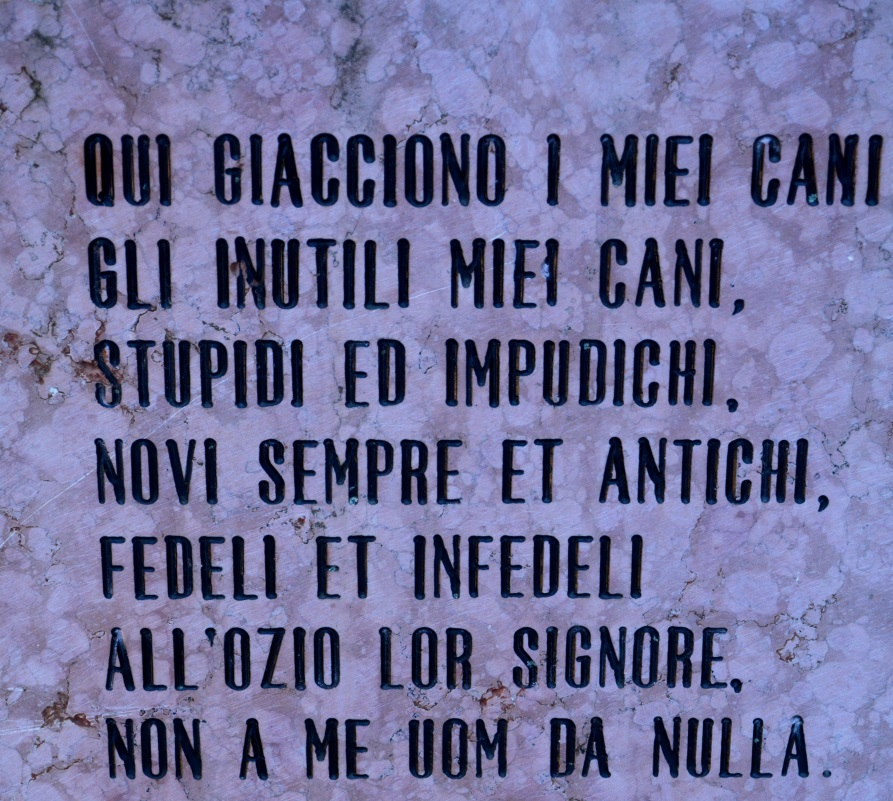 QUI GIACCIONO I MIEI CANI
GLI INUTILI MIEI CANI,
STUPIDI ED IMPUDICHI,
NOVI SEMPRE ET ANTICHI,
FEDELI ET INFEDELI
ALL'OZIO LOR SIGNORE,
NON A ME UOM DA NULLA.